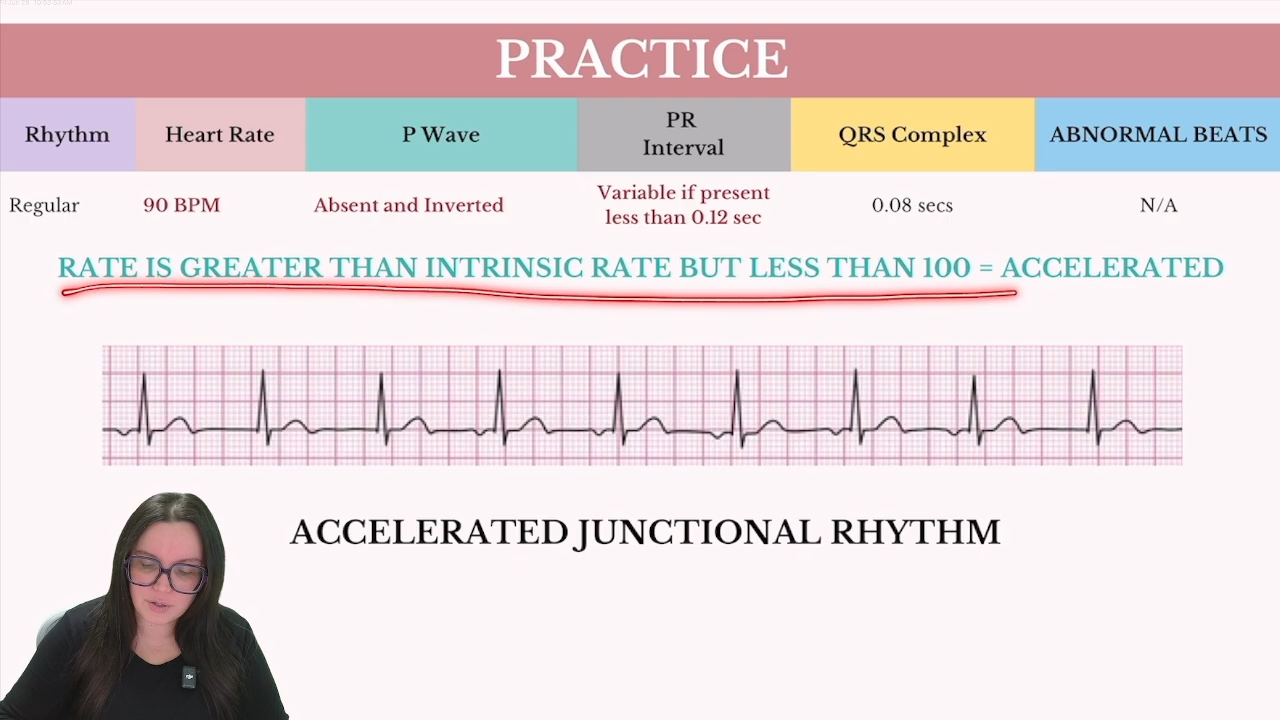 PRACTICE
Rhythm Heart Rate P Wave PR Interval QRS Complex ABNORMAL BEATS
Regular 90 BPM Absent and Inverted Variable if present less than 0.12 sec 0.08 secs N/A
RATE IS GREATER THAN INTRINSIC RATE BUT LESS THAN 100 = ACCELERATED
ACCELERATED JUNCTIONAL RHYTHM